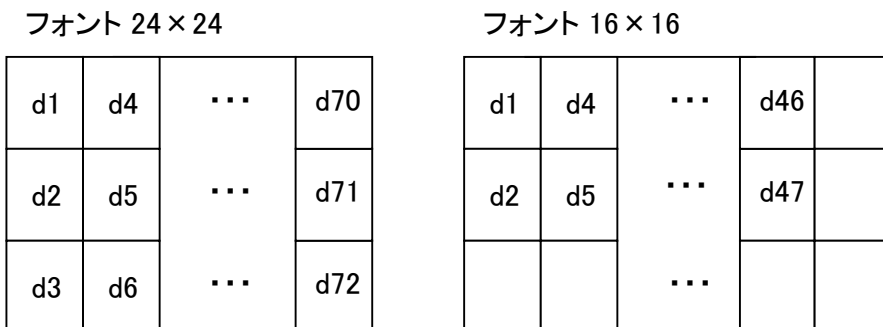 フォント 24×24
d1 d4 ・・・ d70
d2 d5 ・・・ d71
d3 d6 ・・・ d72
フォント 16×16
d1 d4 ・・・ d46
d2 d5 ・・・ d47
・・・